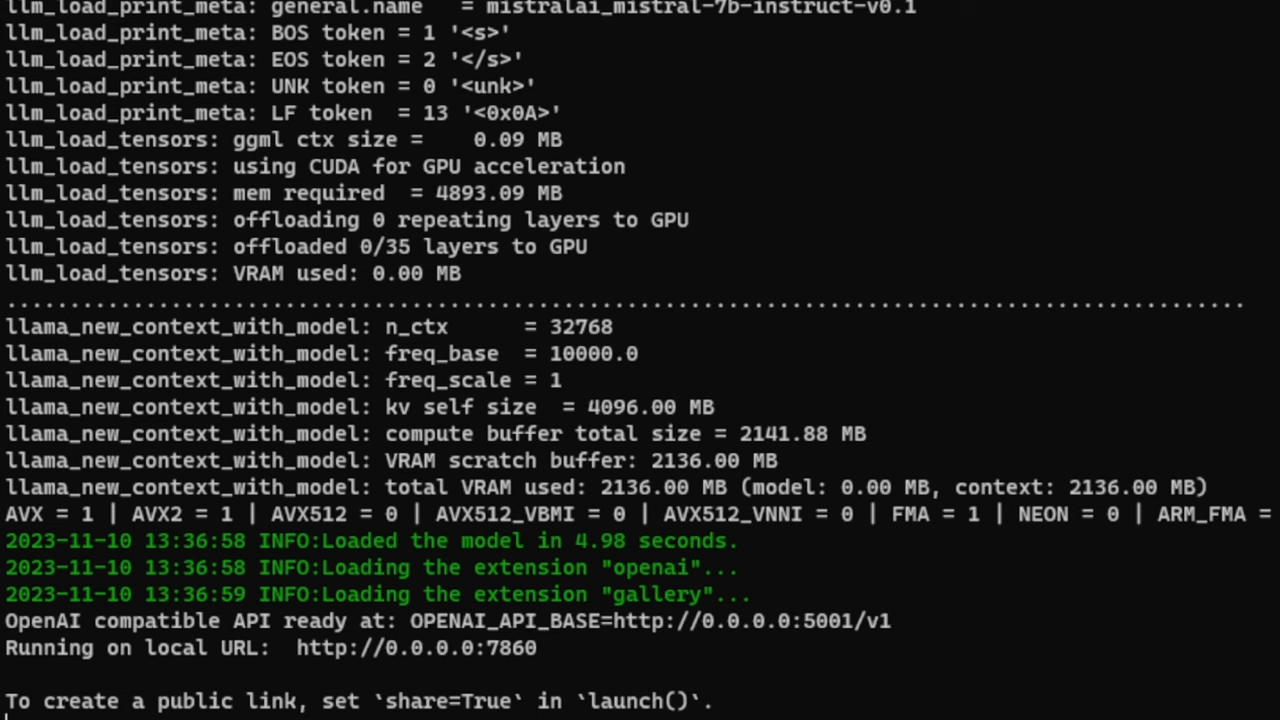 llm_load_print_meta: general.name   = mistralai_mistral-7b-instruct-v0.1
llm_load_print_meta: BOS token = 1 '<s>'
llm_load_print_meta: EOS token = 2 '</s>'
llm_load_print_meta: UNK token = 0 '<unk>'
llm_load_print_meta: LF token  = 13 '<0x0A>'
llm_load_tensors: ggml ctx size =    0.09 MB
llm_load_tensors: using CUDA for GPU acceleration
llm_load_tensors: mem required  = 4893.09 MB
llm_load_tensors: offloading 0 repeating layers to GPU
llm_load_tensors: offloaded 0/35 layers to GPU
llm_load_tensors: VRAM used: 0.00 MB
..................................................................................................
llama_new_context_with_model: n_ctx      = 32768
llama_new_context_with_model: freq_base  = 10000.0
llama_new_context_with_model: freq_scale = 1
llama_new_context_with_model: kv self size  = 4096.00 MB
llama_new_context_with_model: compute buffer total size = 2141.88 MB
llama_new_context_with_model: VRAM scratch buffer: 2136.00 MB
llama_new_context_with_model: total VRAM used: 2136.00 MB (model: 0.00 MB, context: 2136.00 MB)
AVX = 1 | AVX2 = 1 | AVX512 = 0 | AVX512_VBMI = 0 | AVX512_VNNI = 0 | FMA = 1 | NEON = 0 | ARM_FMA =
2023-11-10 13:36:58 INFO:Loaded the model in 4.98 seconds.
2023-11-10 13:36:58 INFO:Loading the extension "openai"...
2023-11-10 13:36:59 INFO:Loading the extension "gallery"...
OpenAI compatible API ready at: OPENAI_API_BASE=http://0.0.0.0:5001/v1
Running on local URL:  http://0.0.0.0:7860
To create a public link, set `share=True` in `launch()`.